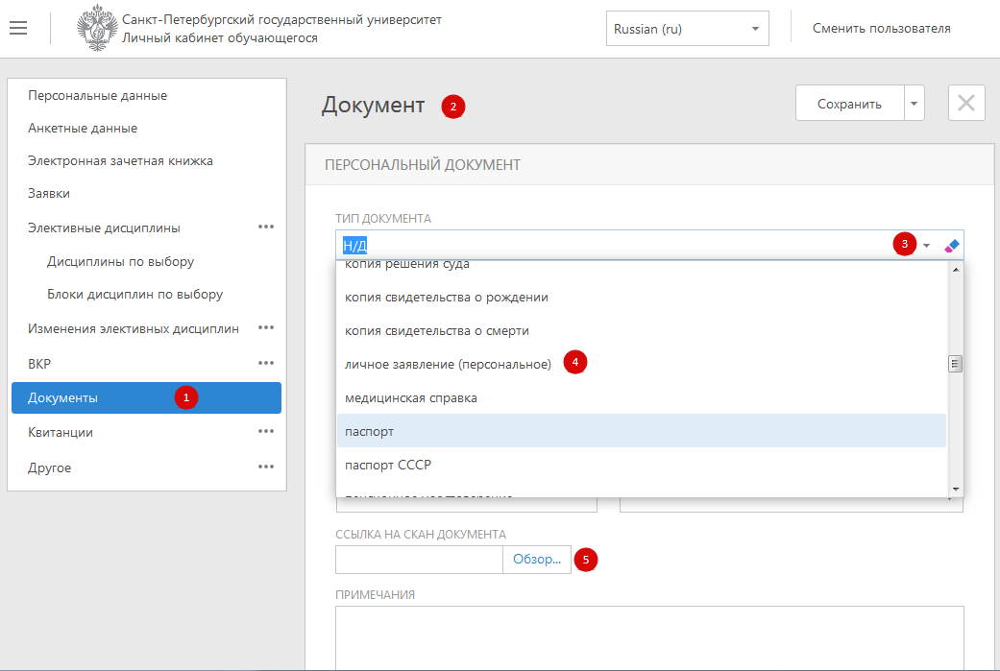 Санкт-Петербургский государственный университет
Личный кабинет обучающегося
Russian (ru)
Сменить пользователя
Персональные данные
Анкетные данные
Электронная зачетная книжка
Заявки
Элективные дисциплины
Дисциплины по выбору
Блоки дисциплин по выбору
Изменения элективных дисциплин
ВКР
Документы 1
Квитанции
Другое
Документ 2
Сохранить
ПЕРСОНАЛЬНЫЙ ДОКУМЕНТ
ТИП ДОКУМЕНТА
Н/Д 3
копия решения суда
копия свидетельства о рождении
копия свидетельства о смерти
личное заявление (персональное) 4
медицинская справка
паспорт
паспорт СССР
ССЫЛКА НА СКАН ДОКУМЕНТА
Обзор... 5
ПРИМЕЧАНИЯ